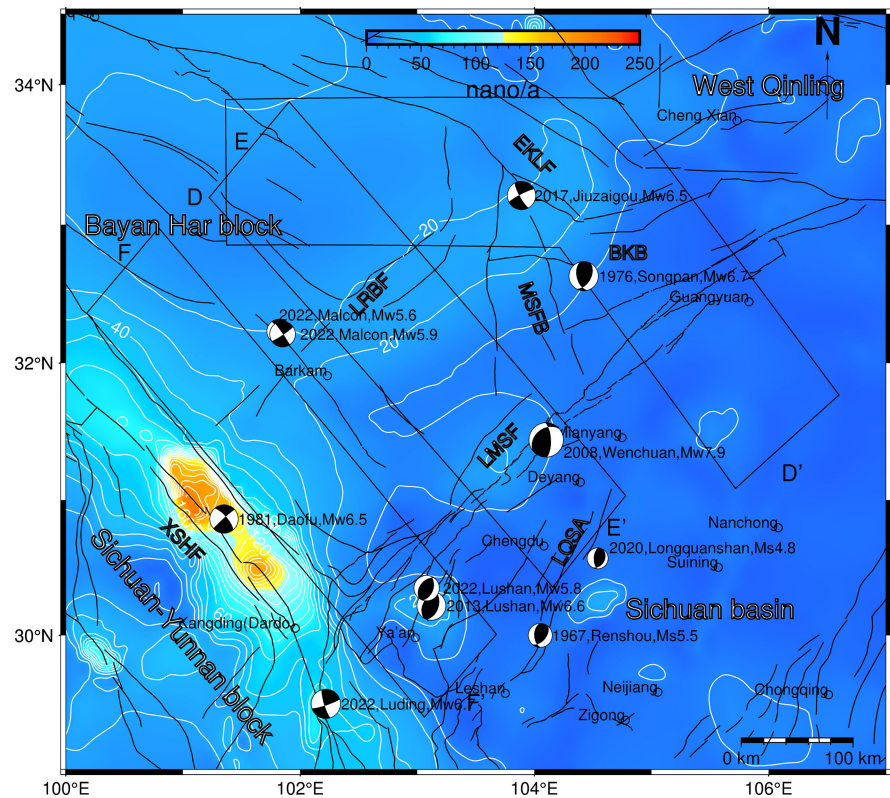 N
0 50 100 150 200 250
nano/a
34°N
West Qinling
Cheng Xian
E
EKLF
D
2017,Jiuzaigou,Mw6.5
Bayan Har block
20
F
BKB
1976,Songpan,Mw6.7
Guangyuan
LRBF
MSFB
2022,Malcon,Mw5.6
40
2022,Malcon,Mw5.9
20
32°N
Barkam
LMSF
Mianyang
2008,Wenchuan,Mw7.9
Deyang
D'
1981,Daofu,Mw6.5
Nanchong
XSHF
E'
LQSA
Chengdu
2020,Longquanshan,Ms4.8
Suining
2022,Lushan,Mw5.8
2013,Lushan,Mw6.6
Sichuan basin
60
Kangding(Dardo)
30°N
Ya'an
1967,Renshou,Ms5.5
Sichuan-Yunnan block
Leshan
F'
Neijiang
Chongqing
2022,Luding,Mw6.7
Zigong
0 km 100 km
100°E 102°E 104°E 106°E